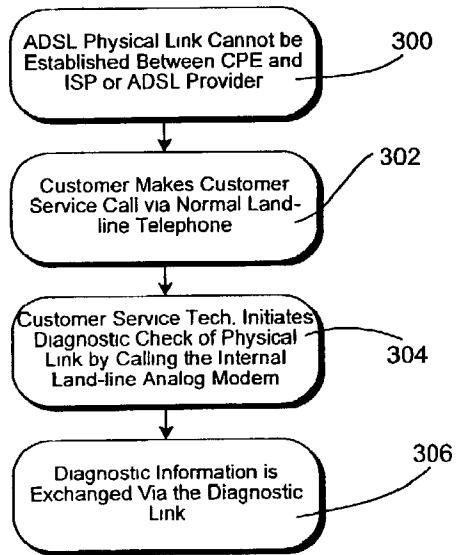 ADSL Physical Link Cannot be
Established Between CPE and
ISP or ADSL Provider
300
Customer Makes Customer
Service Call via Normal Land-
line Telephone
302
Customer Service Tech. Initiates
Diagnostic Check of Physical
Link by Calling the Internal
Land-line Analog Modem
304
Diagnostic Information is
Exchanged Via the Diagnostic
Link
306